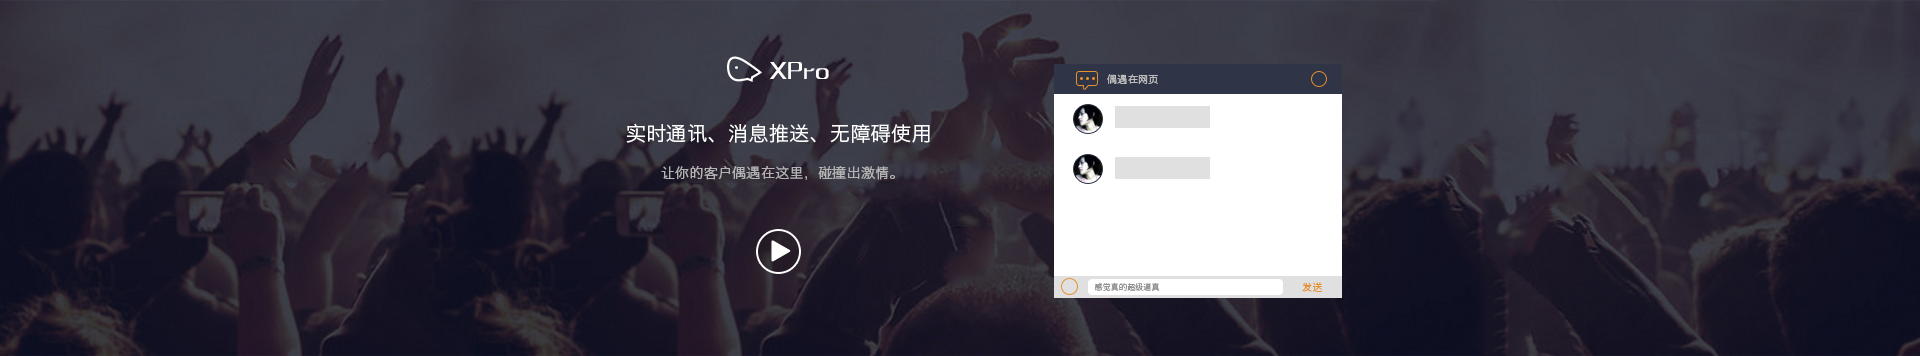 XPro
实时通讯、消息推送、无障碍使用
让你的客户偶遇在这里，碰撞出激情。
偶遇在网页
感觉真的超级逼真
发送